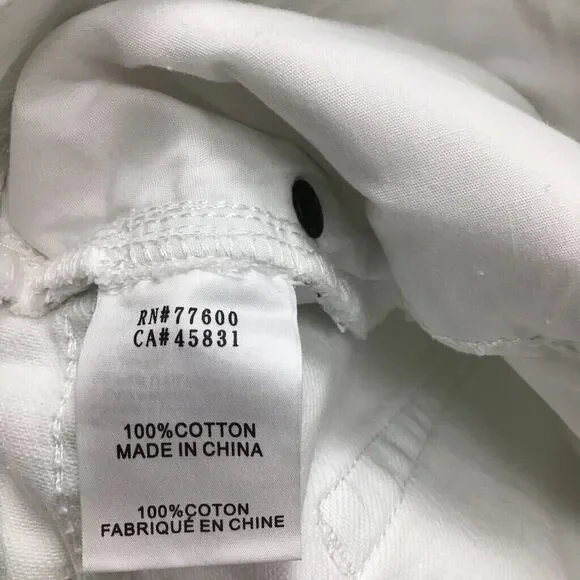 RN#77600
CA#45831
100%COTTON
MADE IN CHINA
100%COTON
FABRIQUÉ EN CHINE